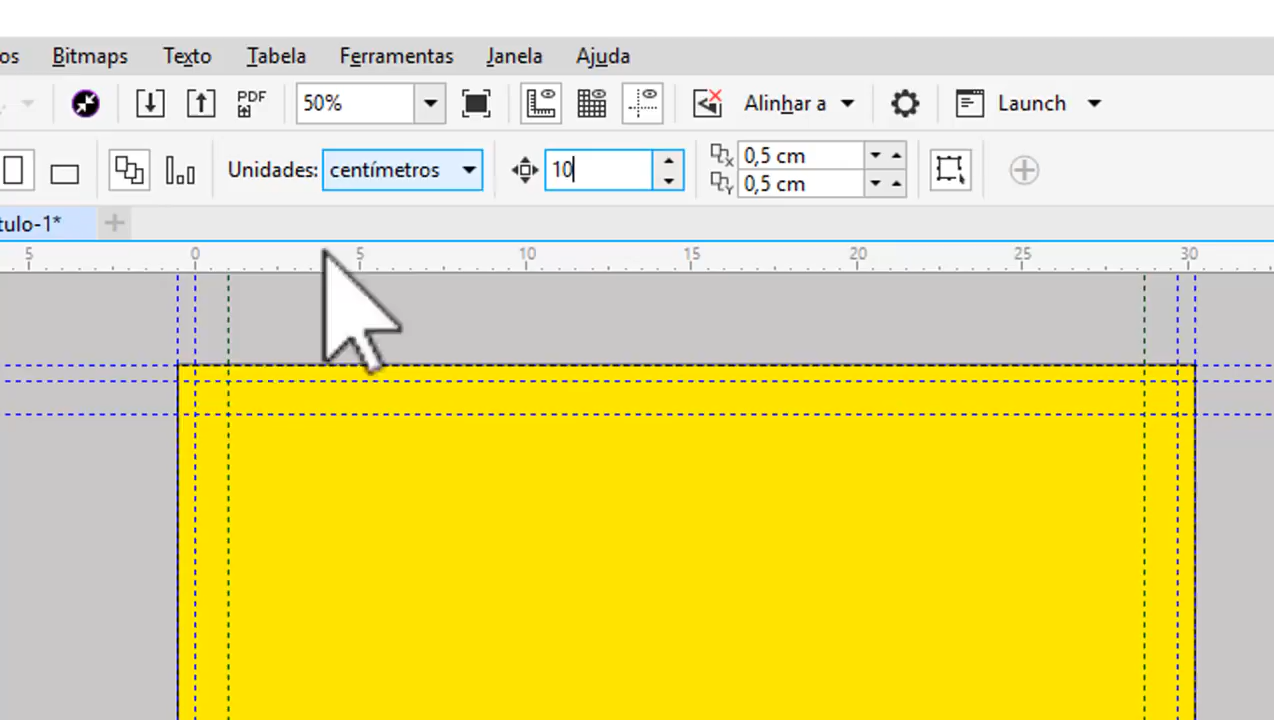 os Bitmaps Texto Tabela Ferramentas Janela Ajuda
PDF 50% Alinhar a Launch
Unidades: centímetros 10 0,5 cm
0,5 cm
tulo-1*
5 0 5 10 15 20 25 30